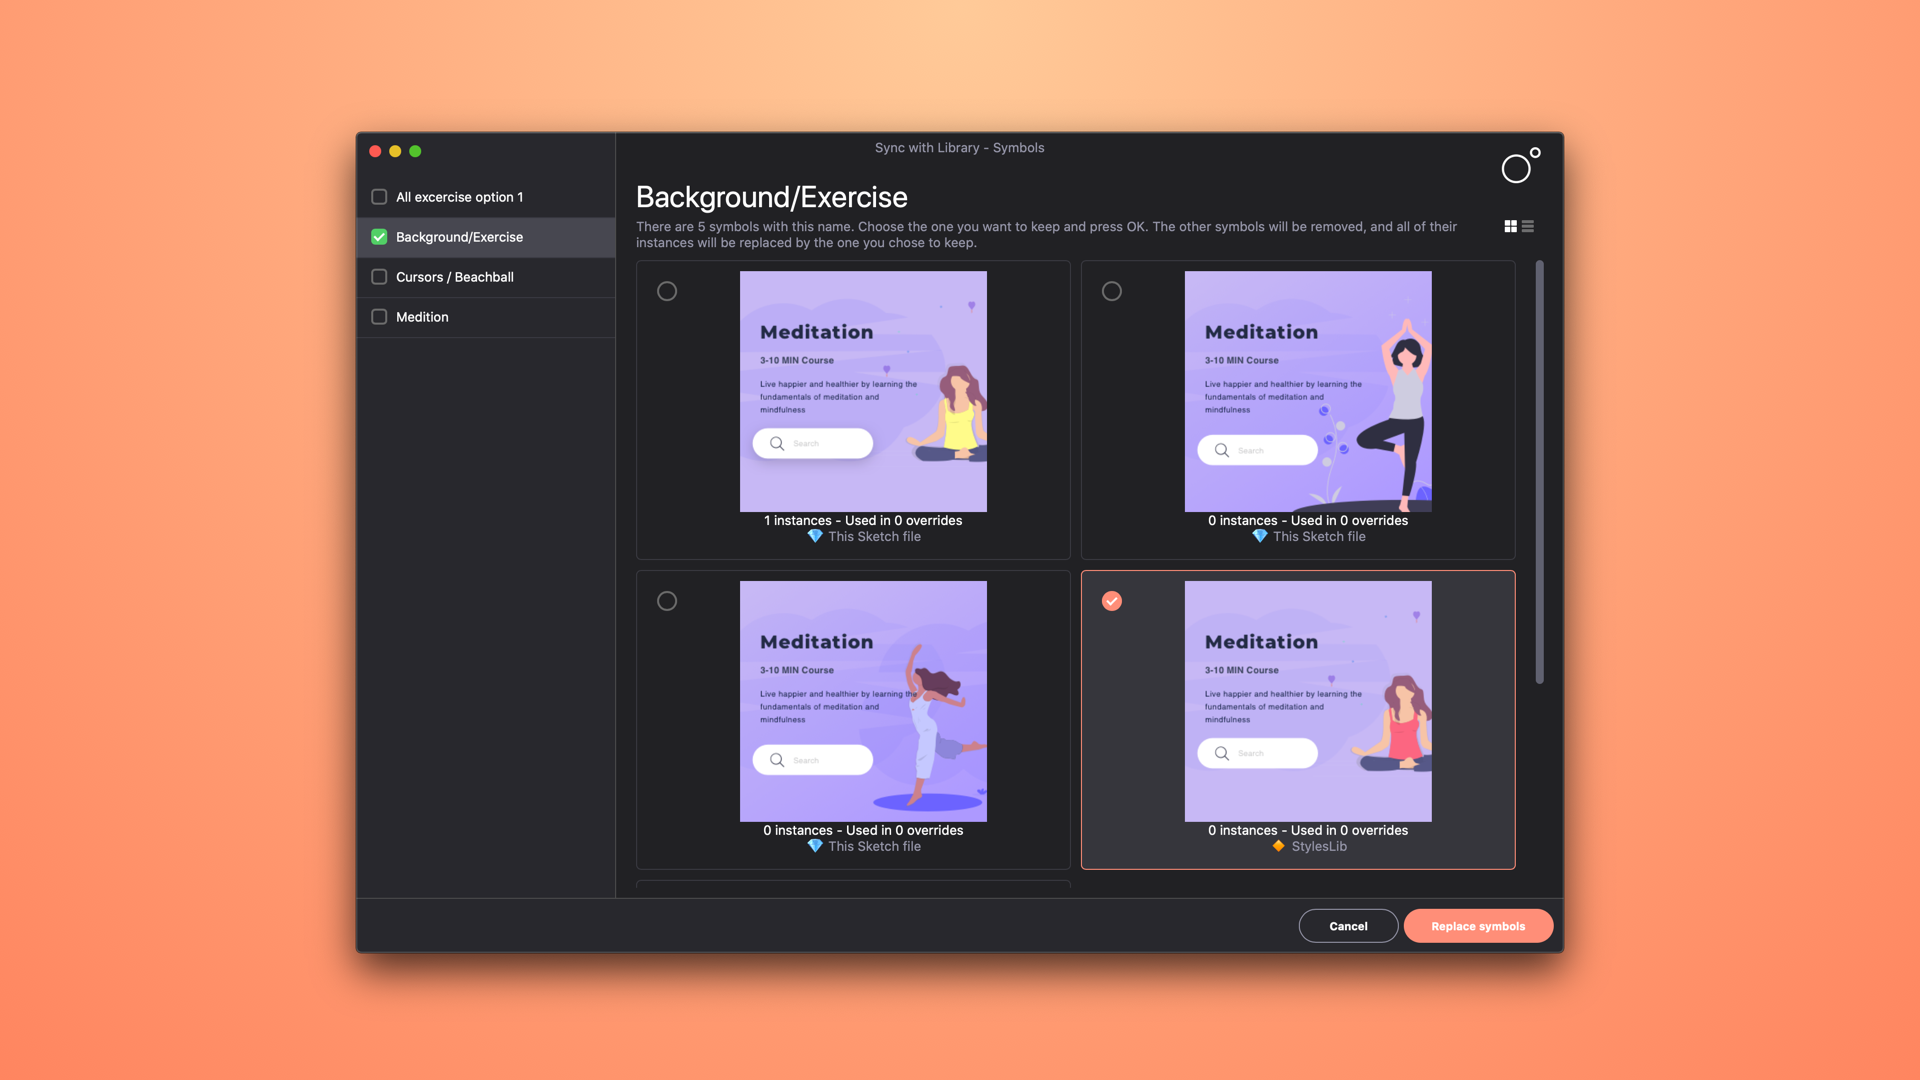 Sync with Library - Symbols
All excercise option 1
Background/Exercise
Cursors / Beachball
Medition
Background/Exercise
There are 5 symbols with this name. Choose the one you want to keep and press OK. The other symbols will be removed, and all of their
instances will be replaced by the one you chose to keep.
Meditation
3-10 MIN Course
Live happier and healthier by learning the
fundamentals of meditation and
mindfulness
Search
1 instances - Used in 0 overrides
This Sketch file
Meditation
3-10 MIN Course
Live happier and healthier by learning the
fundamentals of meditation and
mindfulness
Search
0 instances - Used in 0 overrides
This Sketch file
Meditation
3-10 MIN Course
Live happier and healthier by learning the
fundamentals of meditation and
mindfulness
Search
0 instances - Used in 0 overrides
This Sketch file
Meditation
3-10 MIN Course
Live happier and healthier by learning the
fundamentals of meditation and
mindfulness
Search
0 instances - Used in 0 overrides
StylesLib
Cancel
Replace symbols